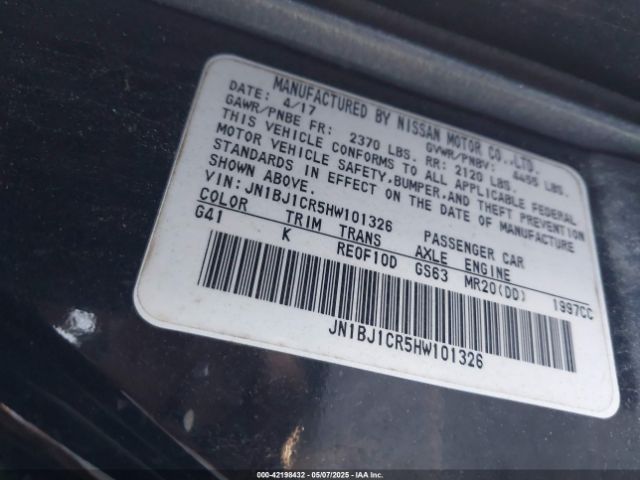 MANUFACTURED BY NISSAN MOTOR CO.,LTD.
DATE: 4/17 GVWR/PNBV: 4495 LBS.
GAWR/PNBE FR: 2370 LBS. RR: 2120 LBS.
THIS VEHICLE CONFORMS TO ALL APPLICABLE FEDERAL
MOTOR VEHICLE SAFETY,BUMPER,AND THEFT PREVENTION
STANDARDS IN EFFECT ON THE DATE OF MANUFACTURE
SHOWN ABOVE.
VIN: JN1BJ1CR5HW101326 PASSENGER CAR
COLOR TRIM TRANS AXLE ENGINE
G41 K RE0F10D GS63 MR20(DD) 1997CC
JN1BJ1CR5HW101326
000-42198432 - 05/07/2025 - IAAI.COM